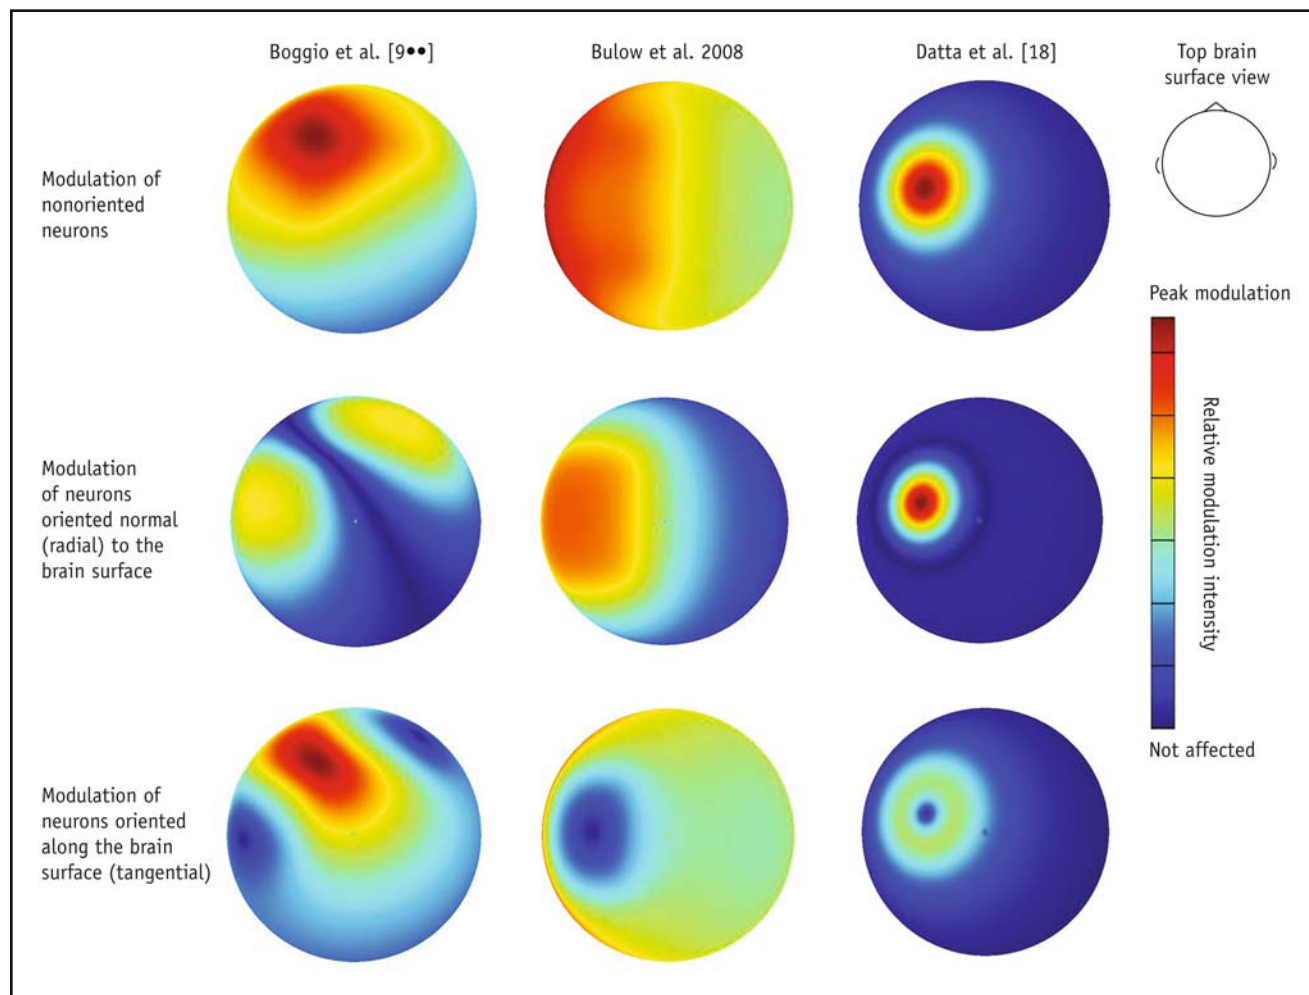 Boggio et al. [9●●]
Bulow et al. 2008
Datta et al. [18]
Top brain
surface view
Modulation of
nonoriented
neurons
Peak modulation
Relative modulation intensity
Not affected
Modulation
of neurons
oriented normal
(radial) to the
brain surface
Modulation of
neurons oriented
along the brain
surface (tangential)